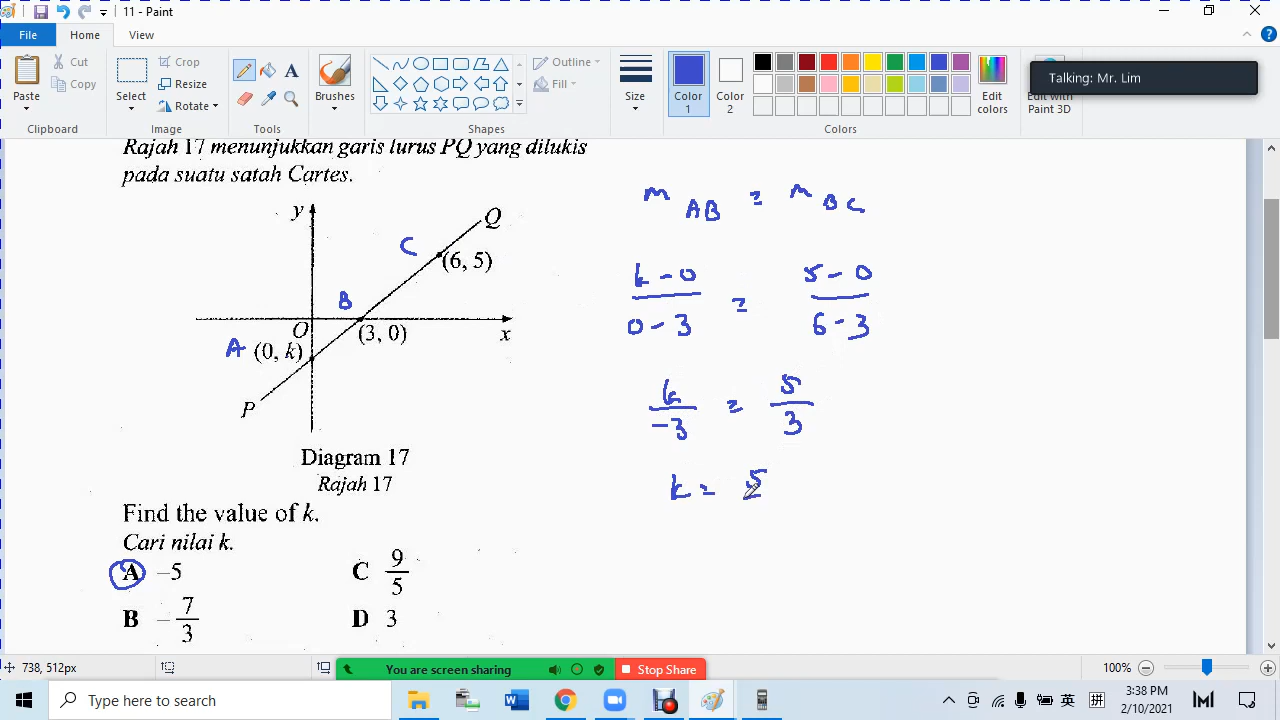 11 - Paint
File Home View
Paste Cut Copy Clipboard
Select Crop Resize Rotate Image
Tools
Brushes
Outline Fill Shapes
Size
Color 1 Color 2 Edit colors Edit with Paint 3D Colors
Talking: Mr. Lim
Rajah 17 menunjukkan garis lurus PQ yang dilukis
pada suatu satah Cartes.
y
Q
C
(6, 5)
B
O
(3, 0)
x
A (0, k)
P
Diagram 17
Rajah 17
Find the value of k.
Cari nilai k.
A –5
B –7/3
C 9/5
D 3
m AB = m BC
k - 0 / 0 - 3 = 5 - 0 / 6 - 3
k / -3 = 5 / 3
k = 5
738, 512px
You are screen sharing Stop Share
100%
Type here to search
英 拼 3:38 PM
2/10/2021